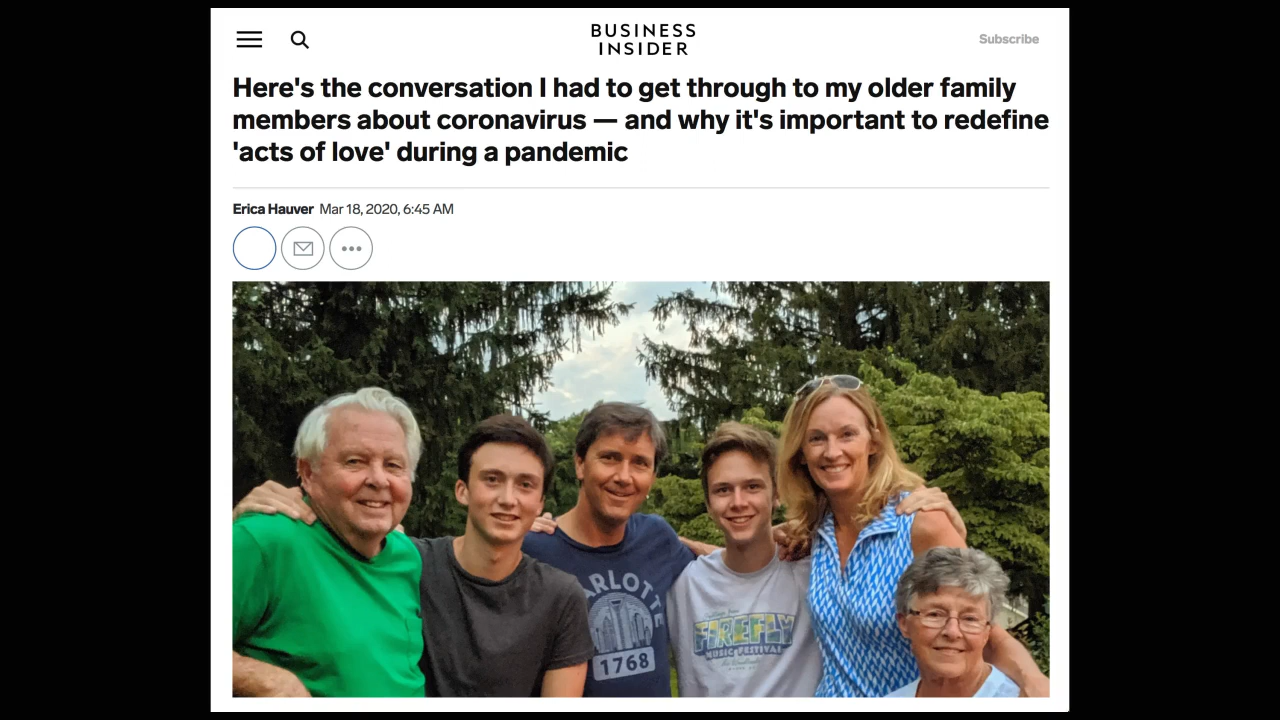 BUSINESS
INSIDER
Subscribe
Here's the conversation I had to get through to my older family
members about coronavirus — and why it's important to redefine
'acts of love' during a pandemic
Erica Hauver Mar 18, 2020, 6:45 AM
ARLOTTE
1768
FIREFLY
MUSIC FESTIVAL